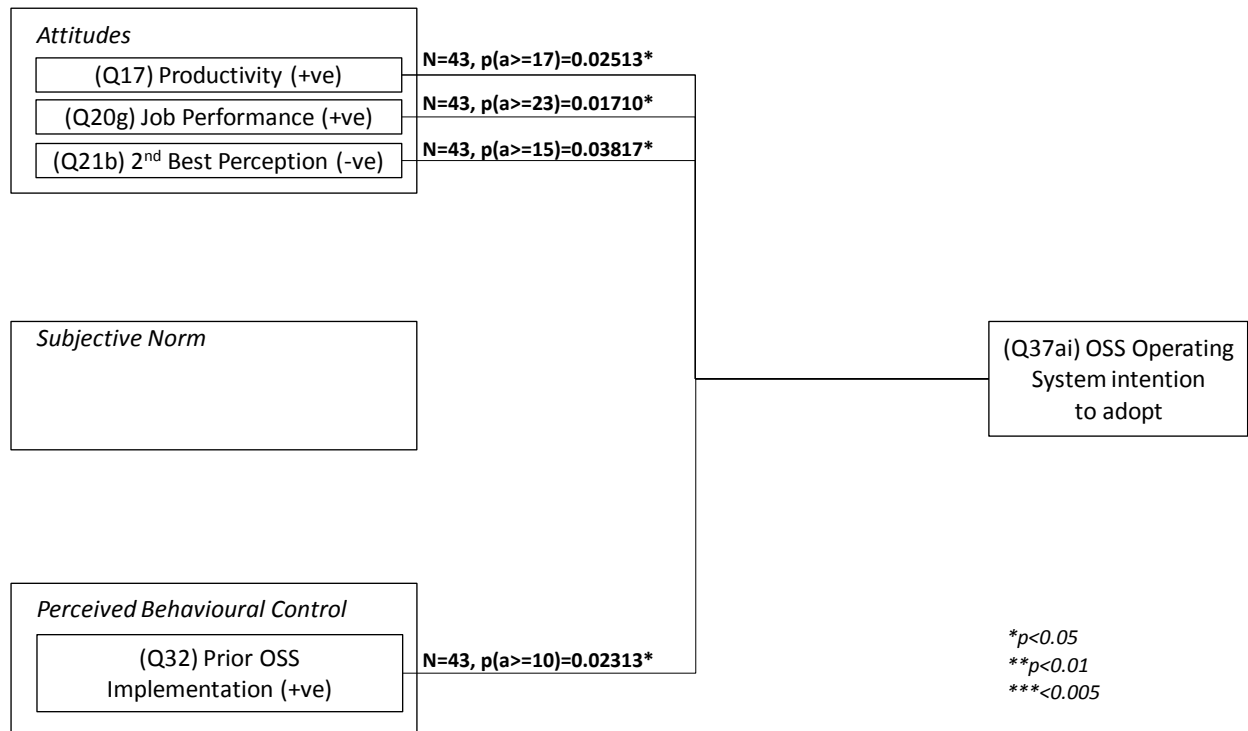 Attitudes
(Q17) Productivity (+ve)
N=43, p(a>=17)=0.02513*
(Q20g) Job Performance (+ve)
N=43, p(a>=23)=0.01710*
(Q21b) 2nd Best Perception (-ve)
N=43, p(a>=15)=0.03817*
Subjective Norm
(Q37ai) OSS Operating
System intention
to adopt
Perceived Behavioural Control
(Q32) Prior OSS
Implementation (+ve)
N=43, p(a>=10)=0.02313*
*p<0.05
**p<0.01
***<0.005